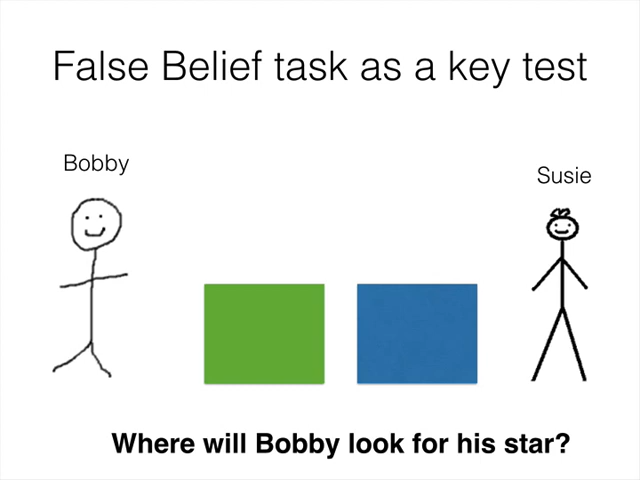 False Belief task as a key test
Bobby
Susie
Where will Bobby look for his star?